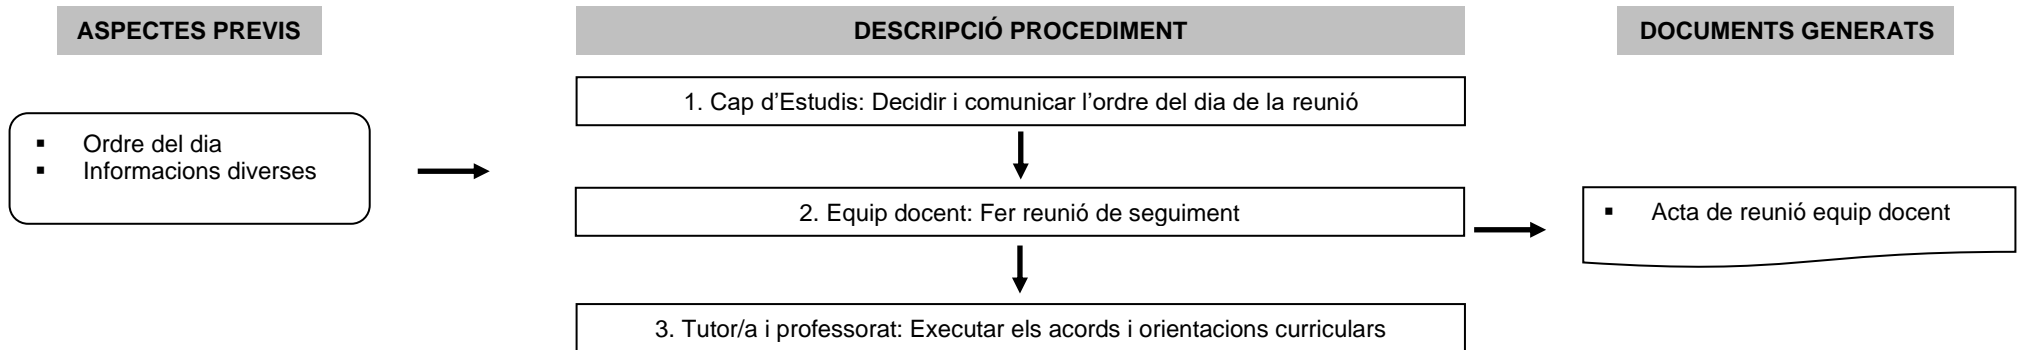 ASPECTES PREVIS
DESCRIPCIÓ PROCEDIMENT
DOCUMENTS GENERATS
▪ Ordre del dia
▪ Informacions diverses
1. Cap d’Estudis: Decidir i comunicar l’ordre del dia de la reunió
2. Equip docent: Fer reunió de seguiment
3. Tutor/a i professorat: Executar els acords i orientacions curriculars
▪ Acta de reunió equip docent